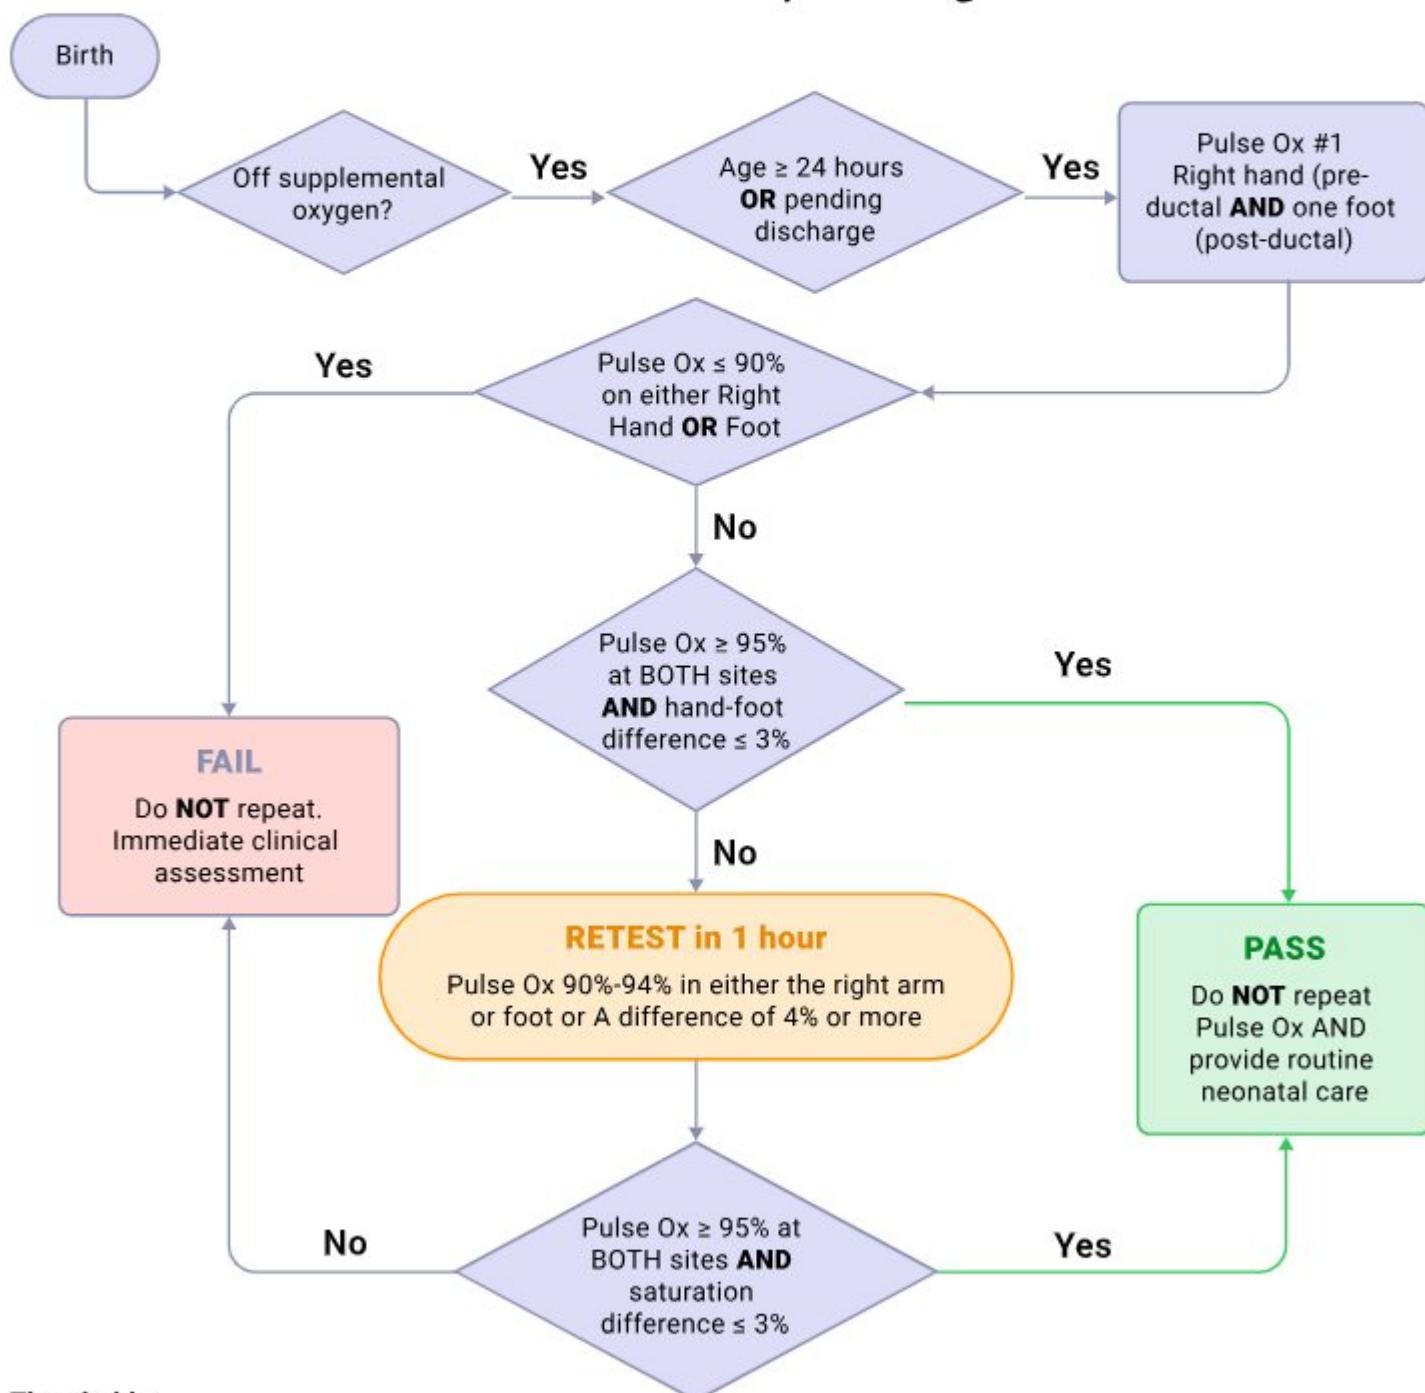 Birth
Off supplemental
oxygen?
Yes
Age ≥ 24 hours
OR pending
discharge
Yes
Pulse Ox #1
Right hand (pre-
ductal AND one foot
(post-ductal)
Yes
Pulse Ox ≤ 90%
on either Right
Hand OR Foot
No
Pulse Ox ≥ 95%
at BOTH sites
AND hand-foot
difference ≤ 3%
Yes
FAIL
Do NOT repeat.
Immediate clinical
assessment
No
RETEST in 1 hour
Pulse Ox 90%-94% in either the right arm
or foot or A difference of 4% or more
PASS
Do NOT repeat
Pulse Ox AND
provide routine
neonatal care
No
Pulse Ox ≥ 95% at
BOTH sites AND
saturation
difference ≤ 3%
Yes